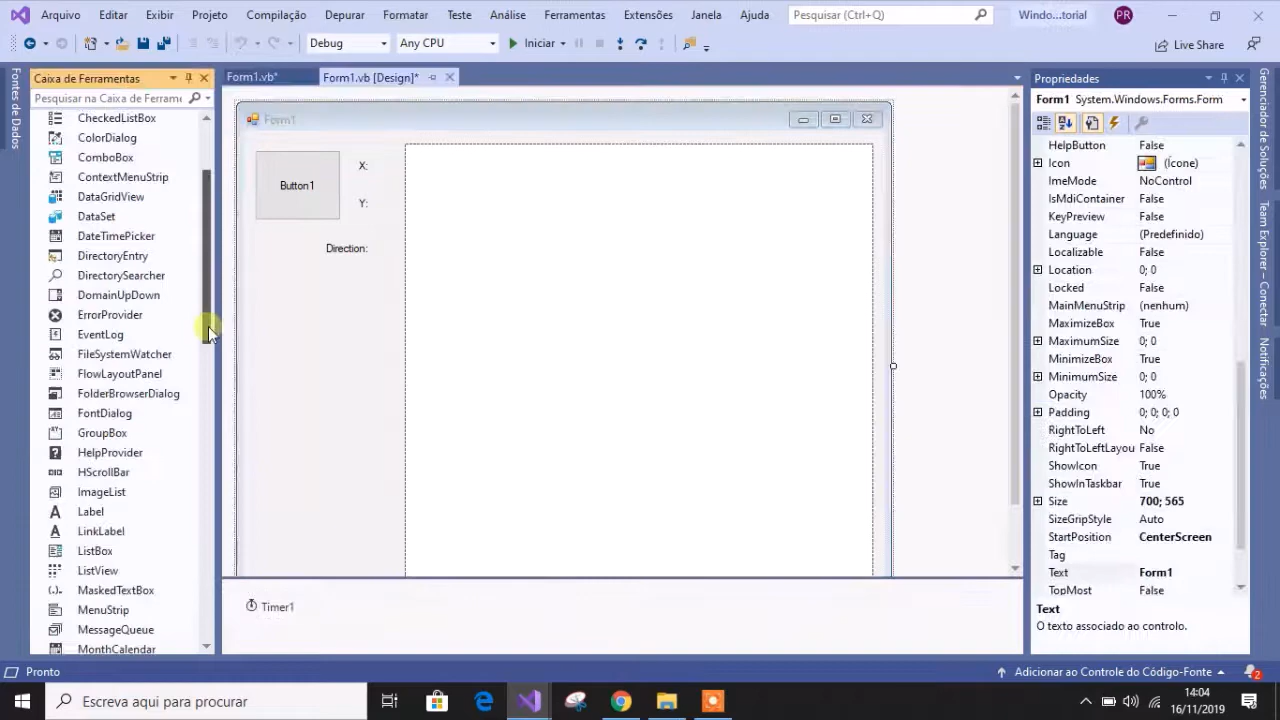 Arquivo Editar Exibir Projeto Compilação Depurar Formatar Teste Análise Ferramentas Extensões Janela Ajuda Pesquisar (Ctrl+Q) Windo...torial PR
Debug Any CPU Iniciar Live Share
Fontes de Dados
Caixa de Ferramentas
Pesquisar na Caixa de Ferrame
CheckedListBox
ColorDialog
ComboBox
ContextMenuStrip
DataGridView
DataSet
DateTimePicker
DirectoryEntry
DirectorySearcher
DomainUpDown
ErrorProvider
EventLog
FileSystemWatcher
FlowLayoutPanel
FolderBrowserDialog
FontDialog
GroupBox
HelpProvider
HScrollBar
ImageList
Label
LinkLabel
ListBox
ListView
MaskedTextBox
MenuStrip
MessageQueue
MonthCalendar
Form1.vb* Form1.vb [Design]*
Form1
Button1
X:
Y:
Direction:
Timer1
Propriedades
Form1 System.Windows.Forms.Form
HelpButton False
Icon (Ícone)
ImeMode NoControl
IsMdiContainer False
KeyPreview False
Language (Predefinido)
Localizable False
Location 0; 0
Locked False
MainMenuStrip (nenhum)
MaximizeBox True
MaximumSize 0; 0
MinimizeBox True
MinimumSize 0; 0
Opacity 100%
Padding 0; 0; 0; 0
RightToLeft No
RightToLeftLayou False
ShowIcon True
ShowInTaskbar True
Size 700; 565
SizeGripStyle Auto
StartPosition CenterScreen
Tag
Text Form1
TopMost False
Text
O texto associado ao controlo.
Gerenciador de Soluções
Team Explorer – Conectar
Notificações
Pronto Adicionar ao Controle do Código-Fonte 2
Escreva aqui para procurar
14:04
16/11/2019